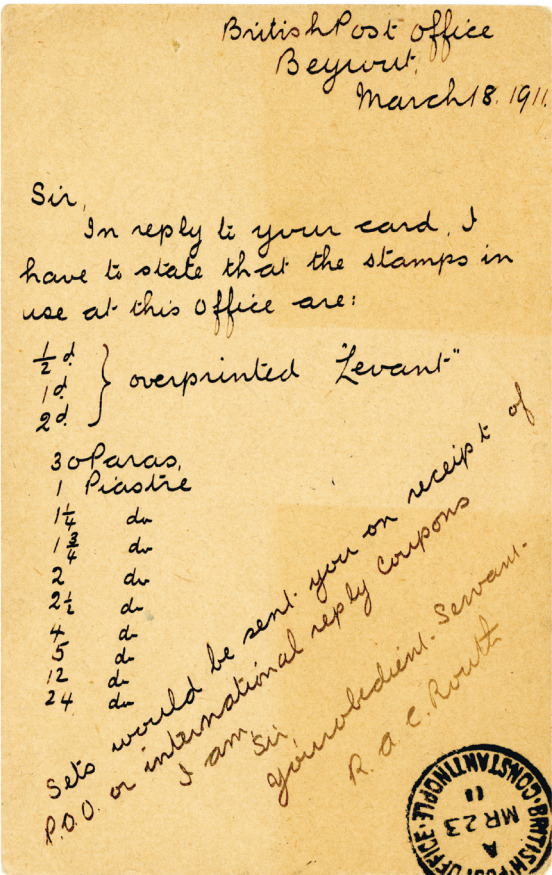 British Post Office
Beyrout,
March 18. 1911.
Sir,
In reply to your card, I
have to state that the stamps in
use at this Office are:
½ d.
1 d.
2 d.
} overprinted "Levant"
30 Paras,
1 Piastre
1¼ do
1¾ do
2 do
2½ do
4 do
5 do
12 do
24 do
Sets would be sent you on receipt of
P.O.O. or international reply coupons
I am,
Sir,
your obedient Servant.
R. A. C. Routh
BRITISH POST OFFICE · CONSTANTINOPLE ·
A
MR 23
11